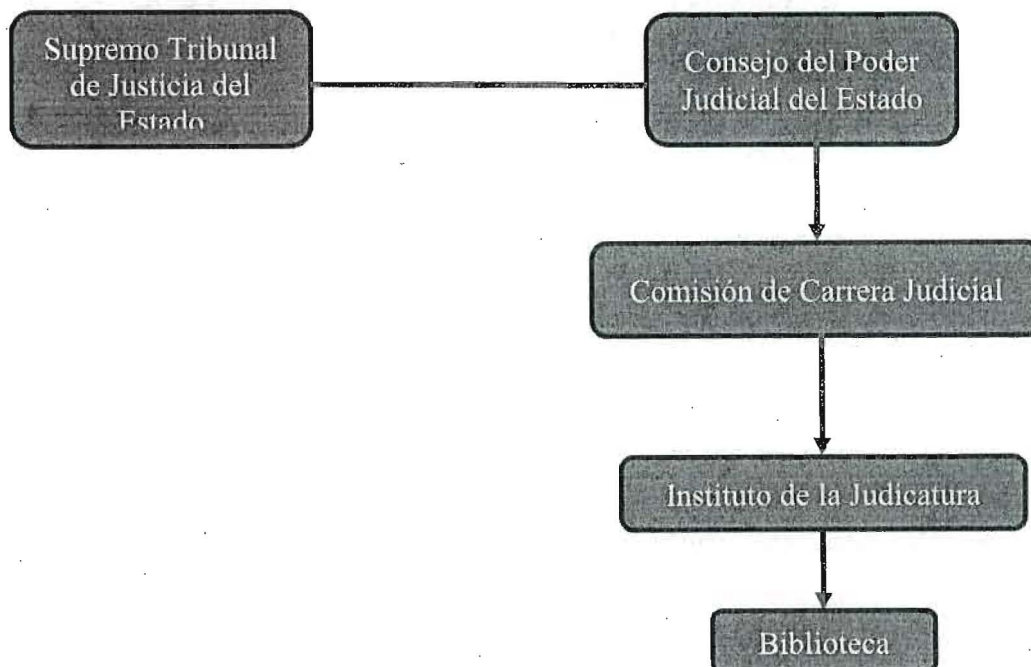 Supremo Tribunal
de Justicia del
Estado
Consejo del Poder
Judicial del Estado
Comisión de Carrera Judicial
Instituto de la Judicatura
Biblioteca